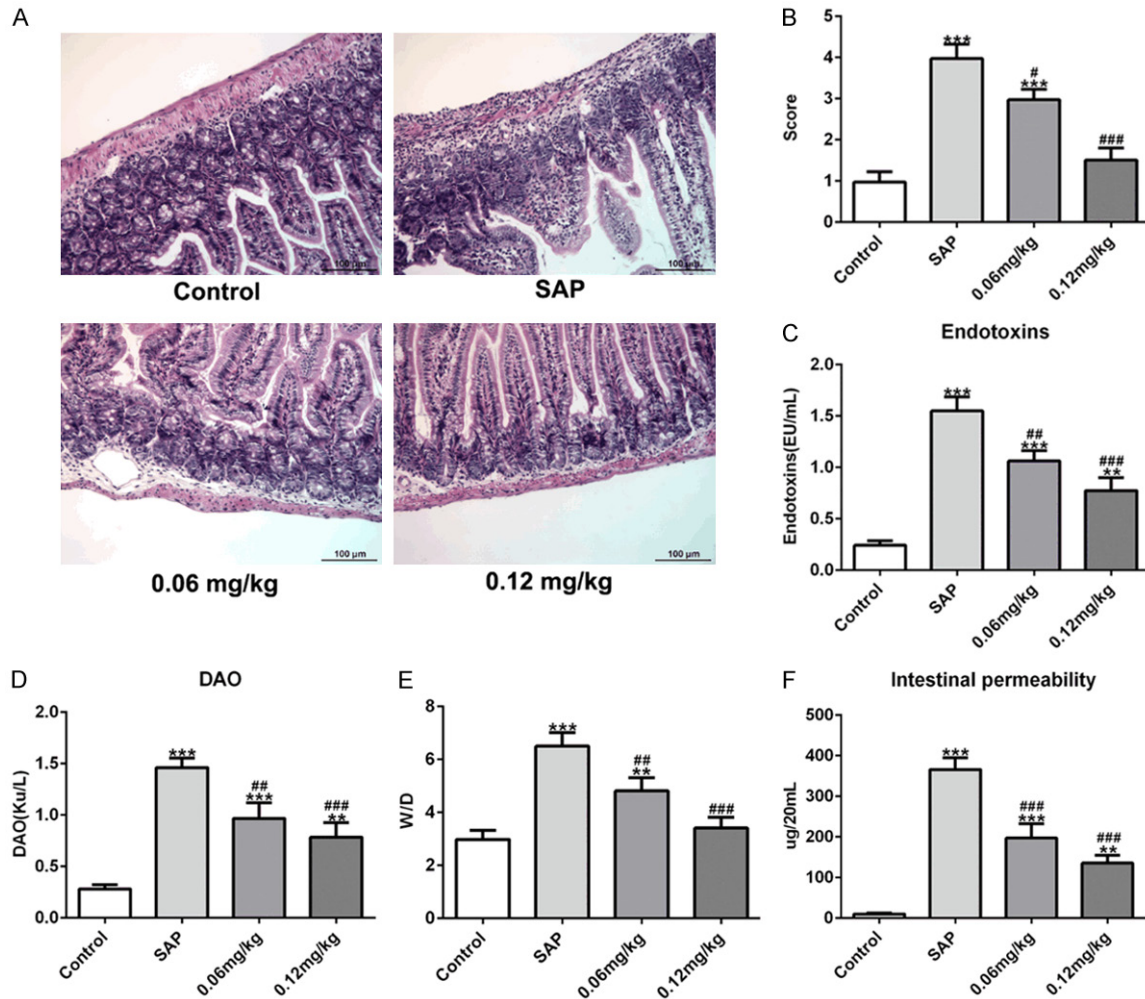 A
100 μm
Control
100 μm
SAP
100 μm
0.06 mg/kg
100 μm
0.12 mg/kg
B
Score
5
4
3
2
1
0
***
#
***
###
Control
SAP
0.06mg/kg
0.12mg/kg
C
Endotoxins
Endotoxins(EU/mL)
2.0
1.5
1.0
0.5
0.0
***
##
***
###
**
Control
SAP
0.06mg/kg
0.12mg/kg
D
DAO
DAO(Ku/L)
2.0
1.5
1.0
0.5
0.0
***
##
***
###
**
Control
SAP
0.06mg/kg
0.12mg/kg
E
W/D
8
6
4
2
0
***
##
**
###
Control
SAP
0.06mg/kg
0.12mg/kg
F
Intestinal permeability
ug/20mL
500
400
300
200
100
0
***
###
***
###
**
Control
SAP
0.06mg/kg
0.12mg/kg